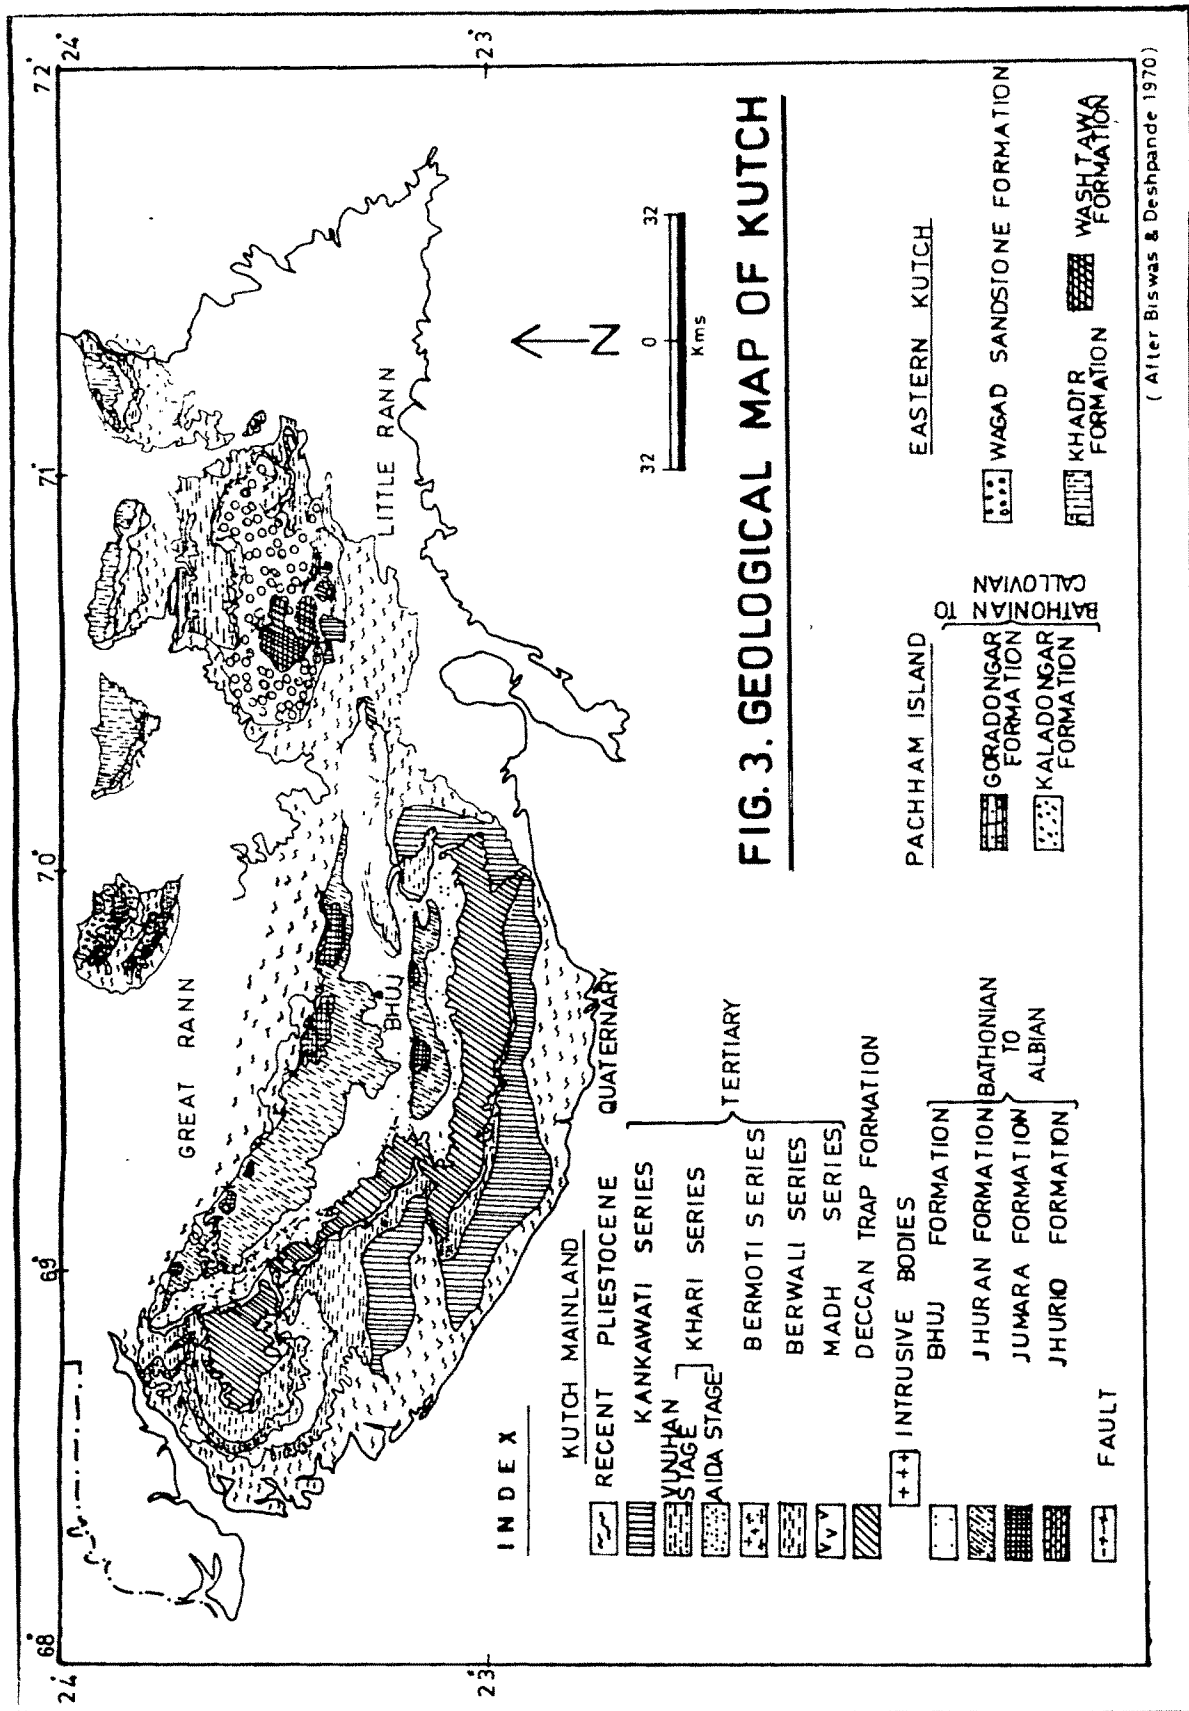 68°
69°
70°
71°
72°
24°
24°
23°
23°
GREAT RANN
BHUJ
LITTLE RANN
N
32 0 32
Kms
FIG. 3. GEOLOGICAL MAP OF KUTCH
INDEX
KUTCH MAINLAND
RECENT PLIESTOCENE QUATERNARY
KANKAWATI SERIES
VUNJHAN STAGE
AIDA STAGE
KHARI SERIES
BERMOTI SERIES
BERWALI SERIES
MADH SERIES
TERTIARY
DECCAN TRAP FORMATION
INTRUSIVE BODIES
BHUJ FORMATION
JHURAN FORMATION
JUMARA FORMATION
JHURIO FORMATION
BATHONIAN
TO
ALBIAN
FAULT
PACHHAM ISLAND
GORADONGAR
FORMATION
KALADONGAR
FORMATION
BATHONIAN TO
CALLOVIAN
EASTERN KUTCH
WAGAD SANDSTONE FORMATION
KHADIR
FORMATION
WASHTAWA
FORMATION
(After Biswas & Deshpande 1970)